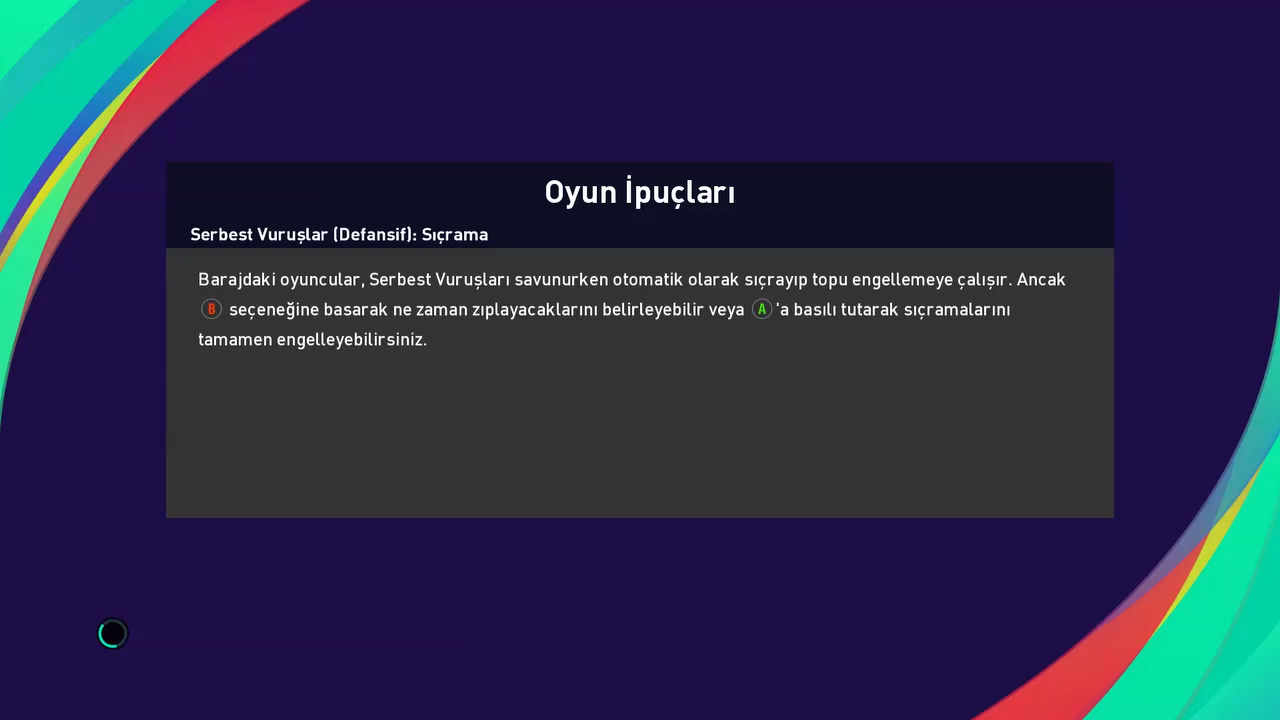 Oyun İpuçları
Serbest Vuruşlar (Defansif): Sıçrama
Barajdaki oyuncular, Serbest Vuruşları savunurken otomatik olarak sıçrayıp topu engellemeye çalışır. Ancak
B seçeneğine basarak ne zaman zıplayacaklarını belirleyebilir veya A 'a basılı tutarak sıçramalarını
tamamen engelleyebilirsiniz.